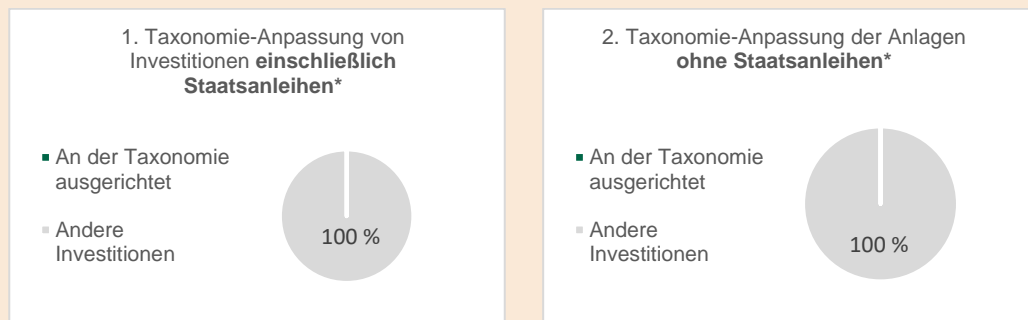 1. Taxonomie-Anpassung von
Investitionen einschließlich
Staatsanleihen*
An der Taxonomie
ausgerichtet
Andere
Investitionen
100 %
2. Taxonomie-Anpassung der Anlagen
ohne Staatsanleihen*
An der Taxonomie
ausgerichtet
Andere
Investitionen
100 %